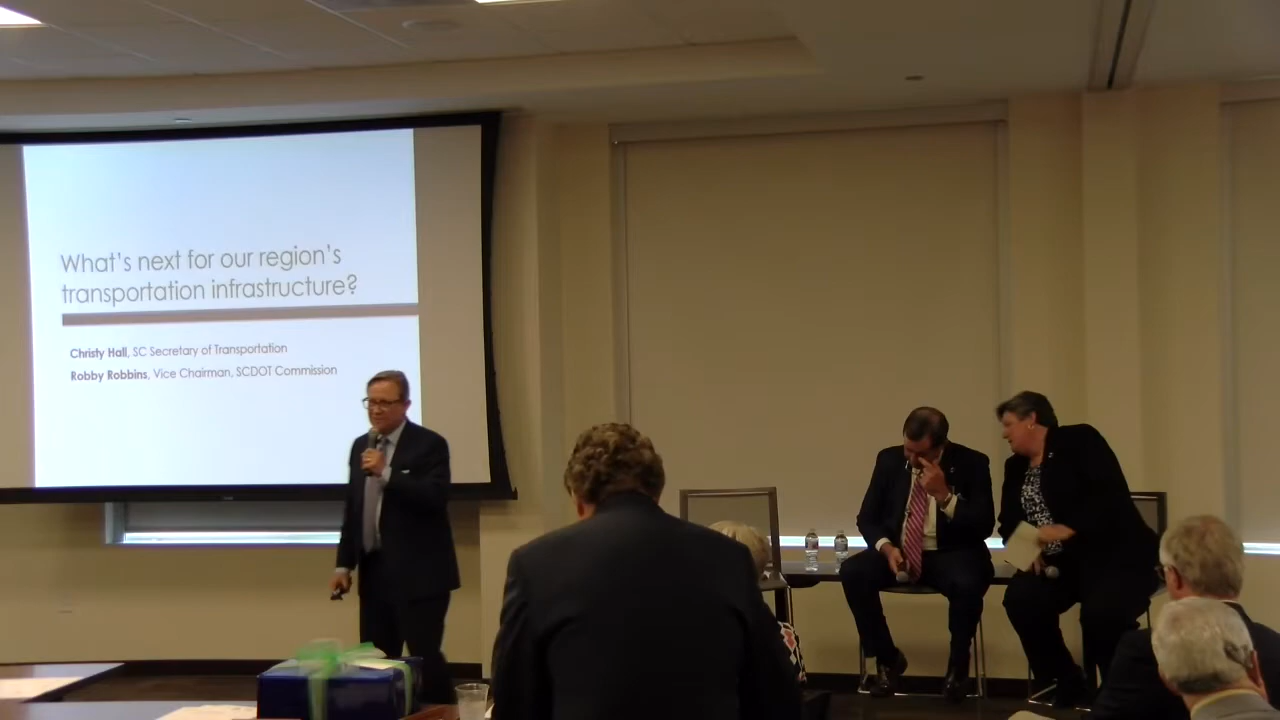 What's next for our region's
transportation infrastructure?
Christy Hall, SC Secretary of Transportation
Robby Robbins, Vice Chairman, SCDOT Commission